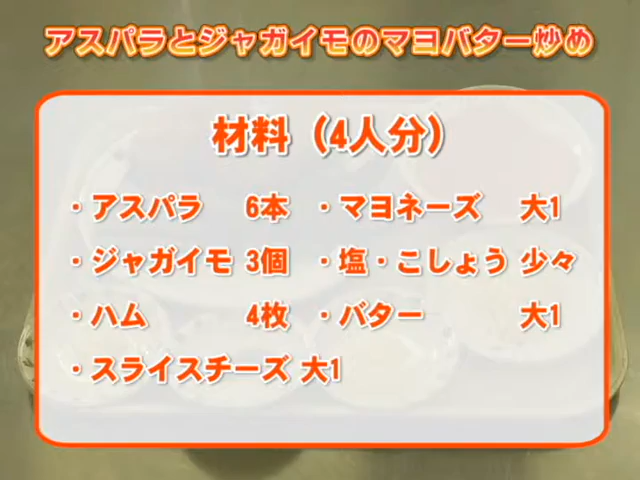 アスパラとジャガイモのマヨバター炒め
材料（4人分）
・アスパラ 6本 ・マヨネーズ 大1
・ジャガイモ 3個 ・塩・こしょう 少々
・ハム 4枚 ・バター 大1
・スライスチーズ 大1